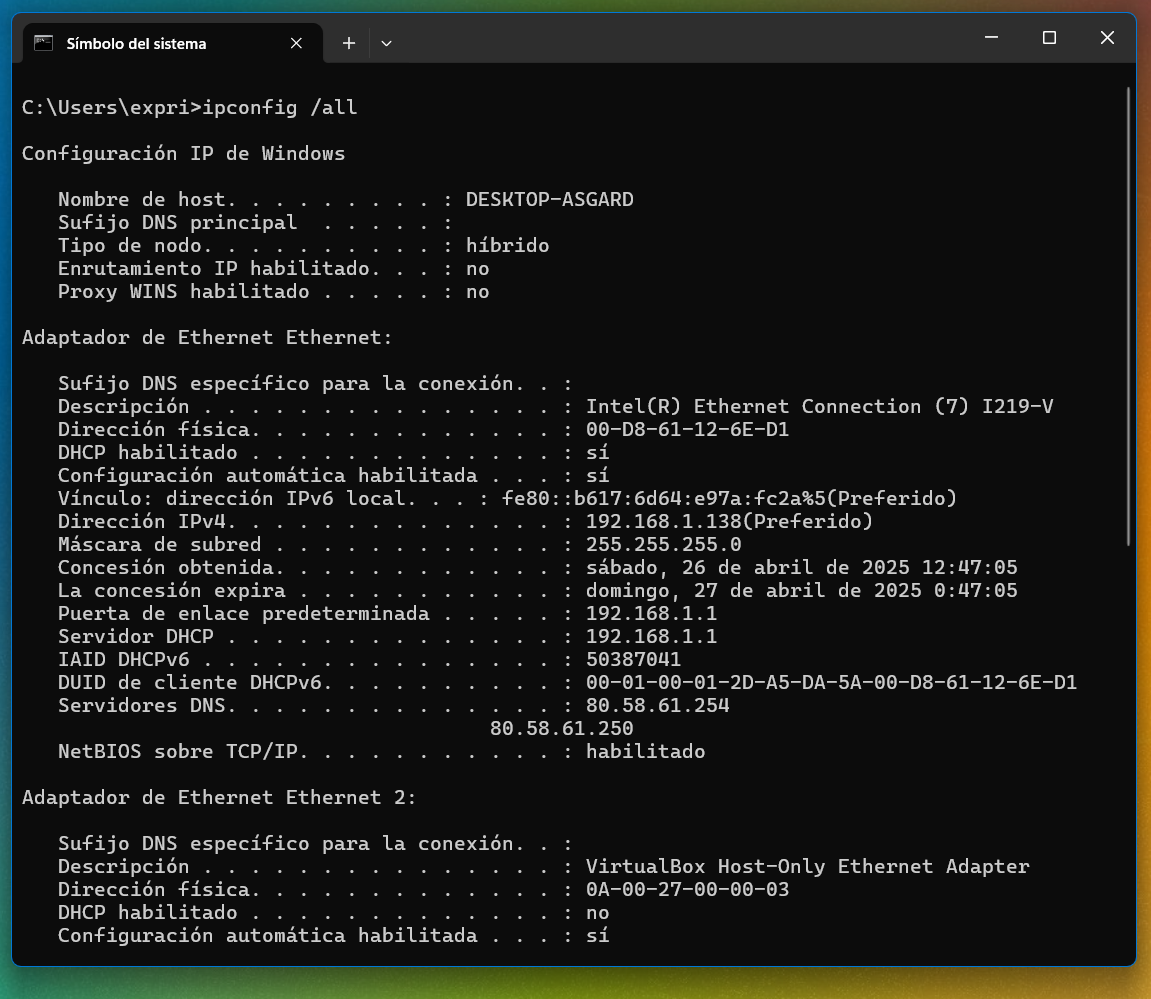 Símbolo del sistema
C:\Users\expri>ipconfig /all
Configuración IP de Windows
Nombre de host. . . . . . . . . : DESKTOP-ASGARD
Sufijo DNS principal  . . . . . :
Tipo de nodo. . . . . . . . . . : híbrido
Enrutamiento IP habilitado. . . : no
Proxy WINS habilitado . . . . . : no
Adaptador de Ethernet Ethernet:
Sufijo DNS específico para la conexión. . :
Descripción . . . . . . . . . . . . . . . : Intel(R) Ethernet Connection (7) I219-V
Dirección física. . . . . . . . . . . . . : 00-D8-61-12-6E-D1
DHCP habilitado . . . . . . . . . . . . . : sí
Configuración automática habilitada . . . : sí
Vínculo: dirección IPv6 local. . . : fe80::b617:6d64:e97a:fc2a%5(Preferido)
Dirección IPv4. . . . . . . . . . . . . . : 192.168.1.138(Preferido)
Máscara de subred . . . . . . . . . . . . : 255.255.255.0
Concesión obtenida. . . . . . . . . . . . : sábado, 26 de abril de 2025 12:47:05
La concesión expira . . . . . . . . . . . : domingo, 27 de abril de 2025 0:47:05
Puerta de enlace predeterminada . . . . . : 192.168.1.1
Servidor DHCP . . . . . . . . . . . . . . : 192.168.1.1
IAID DHCPv6 . . . . . . . . . . . . . . . : 50387041
DUID de cliente DHCPv6. . . . . . . . . . : 00-01-00-01-2D-A5-DA-5A-00-D8-61-12-6E-D1
Servidores DNS. . . . . . . . . . . . . . : 80.58.61.254
80.58.61.250
NetBIOS sobre TCP/IP. . . . . . . . . . . : habilitado
Adaptador de Ethernet Ethernet 2:
Sufijo DNS específico para la conexión. . :
Descripción . . . . . . . . . . . . . . . : VirtualBox Host-Only Ethernet Adapter
Dirección física. . . . . . . . . . . . . : 0A-00-27-00-00-03
DHCP habilitado . . . . . . . . . . . . . : no
Configuración automática habilitada . . . : sí